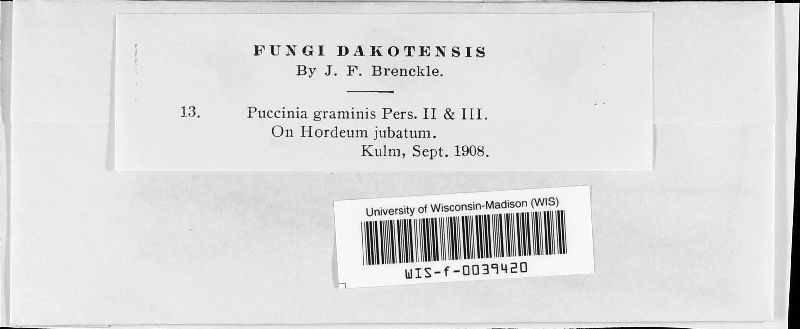 FUNGI DAKOTENSIS
By J. F. Brenckle.
13. Puccinia graminis Pers. II & III.
On Hordeum jubatum.
Kulm, Sept. 1908.
University of Wisconsin-Madison (WIS)
WIS-f-0039420